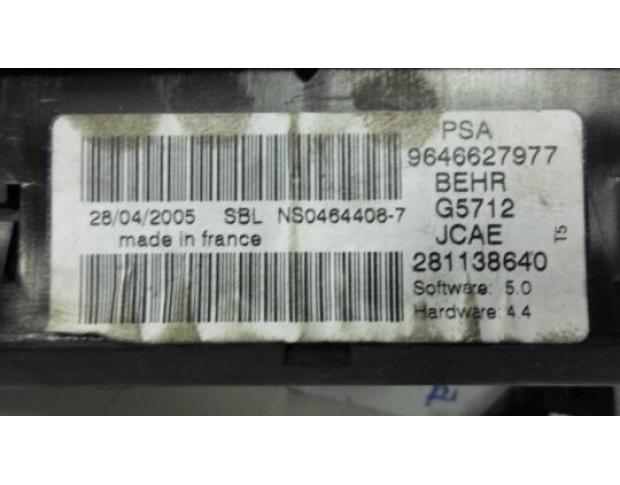 PSA
9646627977
BEHR
G5712
JCAE
281138640
Software: 5.0
Hardware: 4.4
T5
28/04/2005 SBL NS0464408-7
made in france